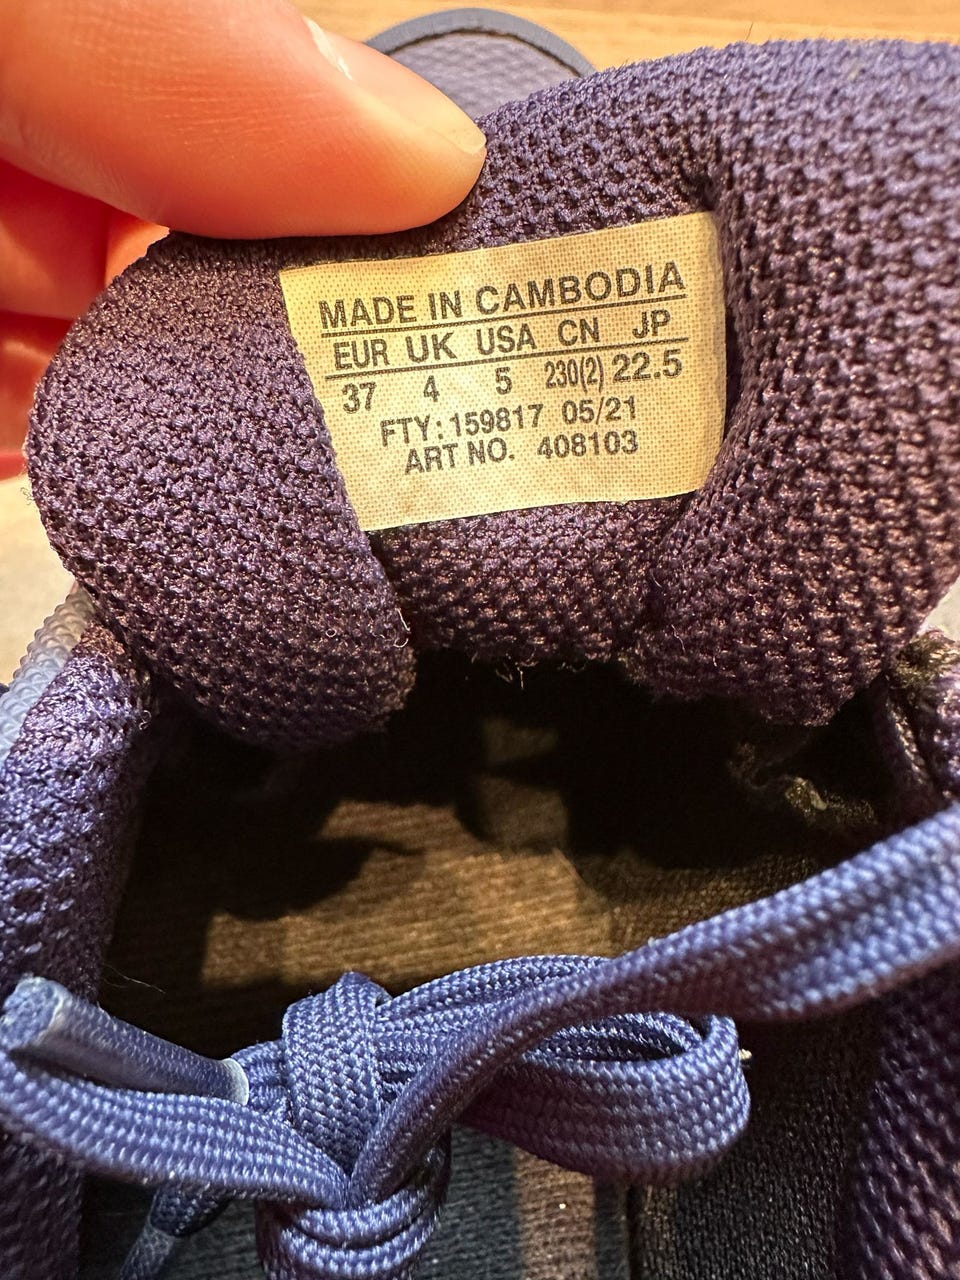 MADE IN CAMBODIA
EUR UK USA CN JP
37 4 5 230(2) 22.5
FTY: 159817 05/21
ART NO. 408103